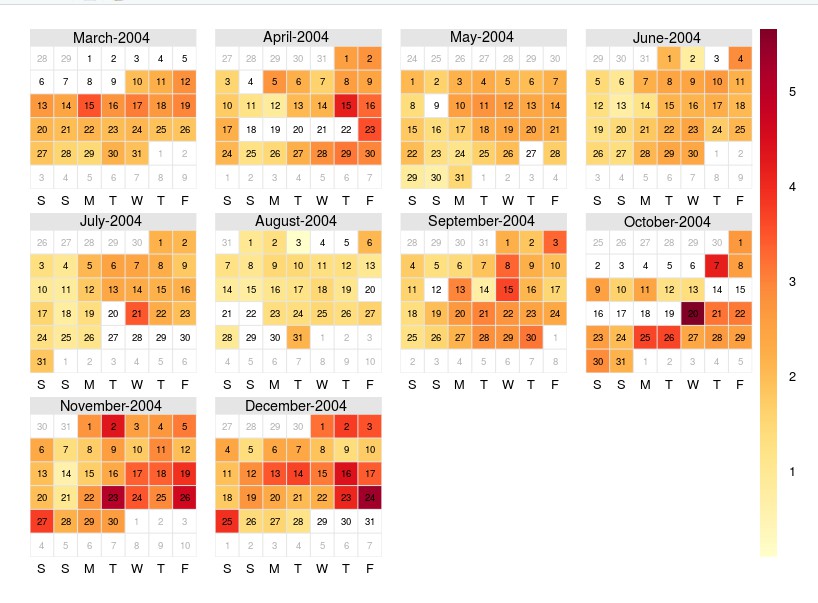 March-2004 April-2004 May-2004 June-2004
28 29 1 2 3 4 5 27 28 29 30 31 1 2 24 25 26 27 28 29 30 29 30 31 1 2 3 4
6 7 8 9 10 11 12 3 4 5 6 7 8 9 1 2 3 4 5 6 7 5 6 7 8 9 10 11
5
13 14 15 16 17 18 19 10 11 12 13 14 15 16 8 9 10 11 12 13 14 12 13 14 15 16 17 18
20 21 22 23 24 25 26 17 18 19 20 21 22 23 15 16 17 18 19 20 21 19 20 21 22 23 24 25
27 28 29 30 31 1 2 24 25 26 27 28 29 30 22 23 24 25 26 27 28 26 27 28 29 30 1 2
3 4 5 6 7 8 9 1 2 3 4 5 6 7 29 30 31 1 2 3 4 3 4 5 6 7 8 9
4
S S M T W T F S S M T W T F S S M T W T F S S M T W T F
July-2004 August-2004 September-2004 October-2004
26 27 28 29 30 1 2 31 1 2 3 4 5 6 28 29 30 31 1 2 3 25 26 27 28 29 30 1
3 4 5 6 7 8 9 7 8 9 10 11 12 13 4 5 6 7 8 9 10 2 3 4 5 6 7 8
3
10 11 12 13 14 15 16 14 15 16 17 18 19 20 11 12 13 14 15 16 17 9 10 11 12 13 14 15
17 18 19 20 21 22 23 21 22 23 24 25 26 27 18 19 20 21 22 23 24 16 17 18 19 20 21 22
24 25 26 27 28 29 30 28 29 30 31 1 2 3 25 26 27 28 29 30 1 23 24 25 26 27 28 29
31 1 2 3 4 5 6 4 5 6 7 8 9 10 2 3 4 5 6 7 8 30 31 1 2 3 4 5
2
S S M T W T F S S M T W T F S S M T W T F S S M T W T F
November-2004 December-2004
30 31 1 2 3 4 5 27 28 29 30 1 2 3
6 7 8 9 10 11 12 4 5 6 7 8 9 10
13 14 15 16 17 18 19 11 12 13 14 15 16 17
1
20 21 22 23 24 25 26 18 19 20 21 22 23 24
27 28 29 30 1 2 3 25 26 27 28 29 30 31
4 5 6 7 8 9 10 1 2 3 4 5 6 7
S S M T W T F S S M T W T F